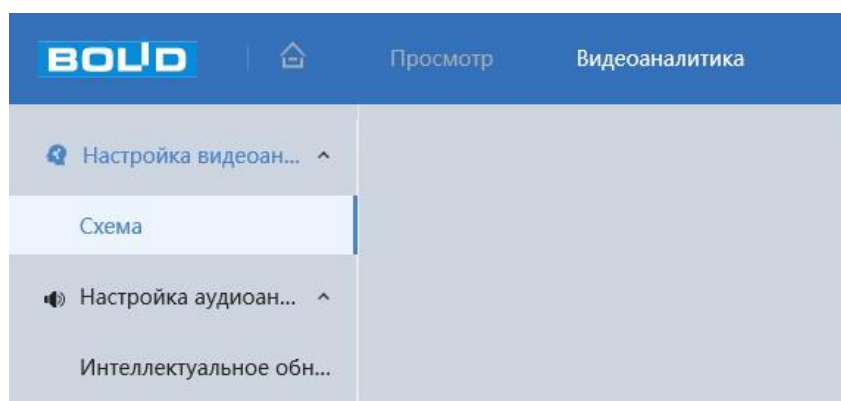 BOLID
Просмотр
Видеоаналитика
Настройка видеоан...
Схема
Настройка аудиоан...
Интеллектуальное обн...